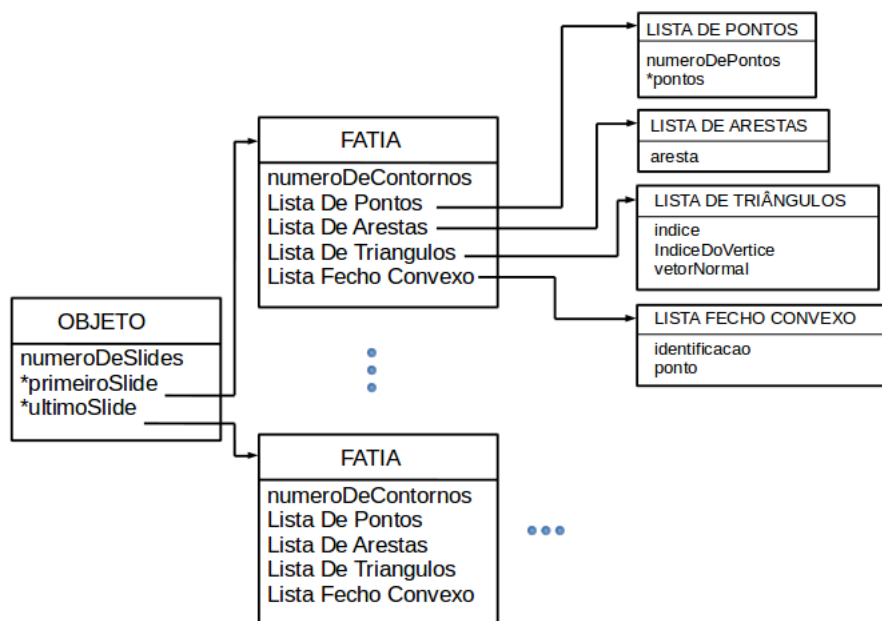 OBJETO
numeroDeSlides
*primeiroSlide
*ultimoSlide
FATIA
numeroDeContornos
Lista De Pontos
Lista De Arestas
Lista De Triangulos
Lista Fecho Convexo
LISTA DE PONTOS
numeroDePontos
*pontos
LISTA DE ARESTAS
aresta
LISTA DE TRIÂNGULOS
indice
IndiceDoVertice
vetorNormal
LISTA FECHO CONVEXO
identificacao
ponto
FATIA
numeroDeContornos
Lista De Pontos
Lista De Arestas
Lista De Triangulos
Lista Fecho Convexo